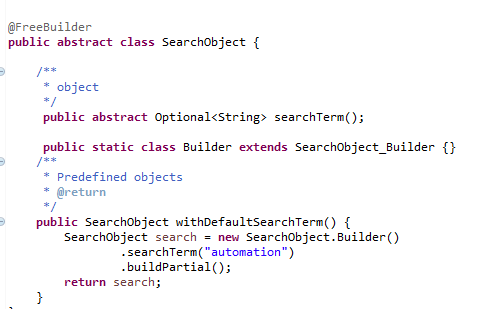 @FreeBuilder
public abstract class SearchObject {
/**
* object
*/
public abstract Optional<String> searchTerm();
public static class Builder extends SearchObject_Builder {}
/**
* Predefined objects
* @return
*/
public SearchObject withDefaultSearchTerm() {
SearchObject search = new SearchObject.Builder()
.searchTerm("automation")
.buildPartial();
return search;
}